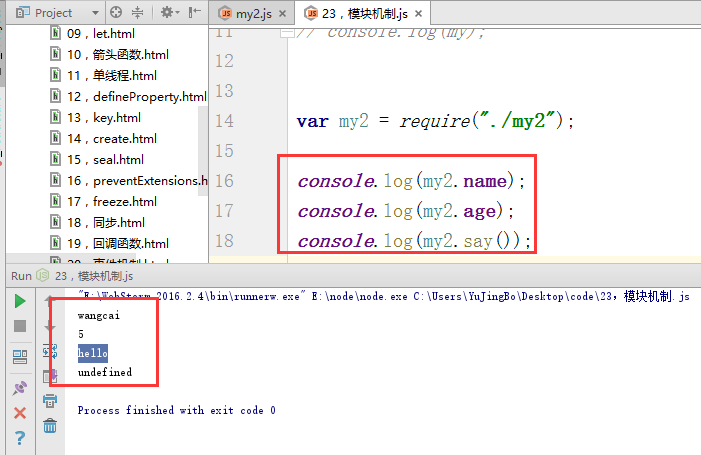 Project
my2.js
23，模块机制.js
09，let.html
10，箭头函数.html
11，单线程.html
12，defineProperty.html
13，key.html
14，create.html
15，seal.html
16，preventExtensions.h
17，freeze.html
18，同步.html
19，回调函数.html
20，事件机制.html
11 // console.log(my);
12
13
14 var my2 = require("./my2");
15
16 console.log(my2.name);
17 console.log(my2.age);
18 console.log(my2.say());
Run 23，模块机制.js
"E:\WebStorm 2016.2.4\bin\runnerw.exe" E:\node\node.exe C:\Users\YuJingBo\Desktop\code\23，模块机制.js
wangcai
5
hello
undefined
Process finished with exit code 0